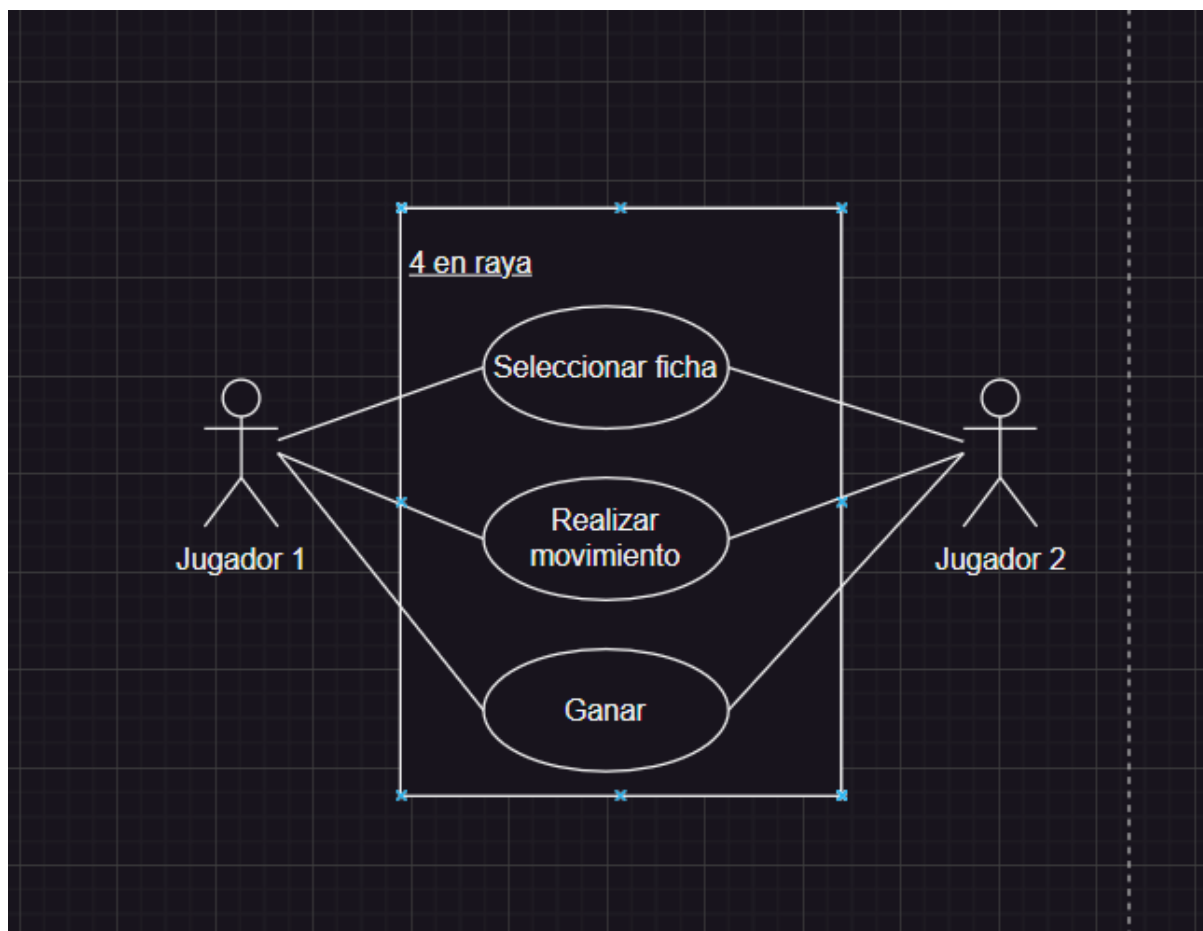 4 en raya
Seleccionar ficha
Realizar
movimiento
Ganar
Jugador 1
Jugador 2